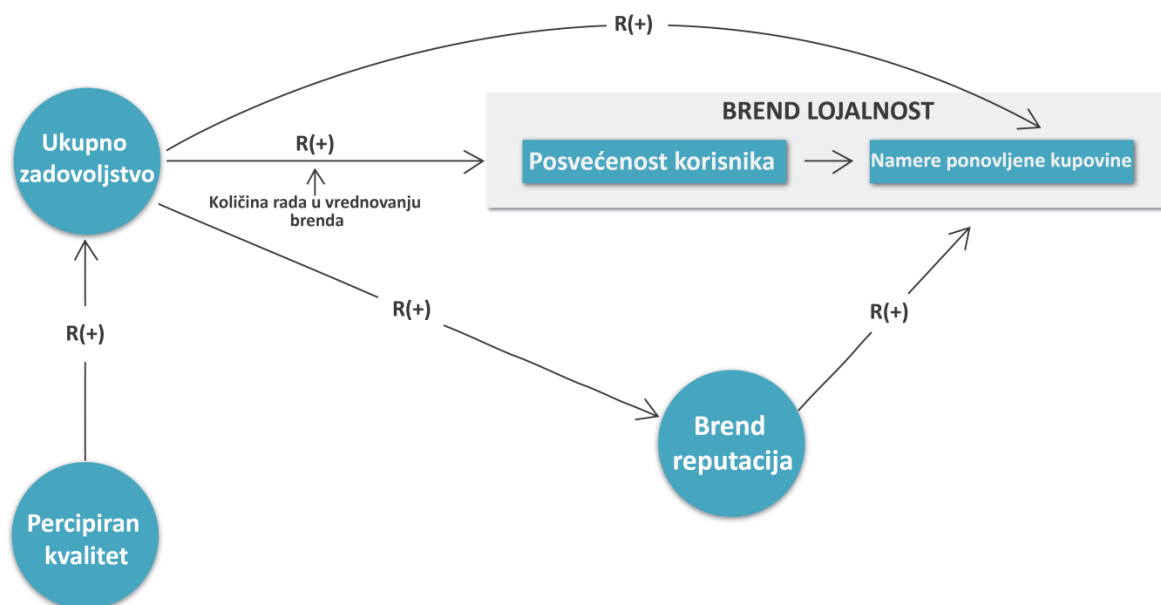 R(+)
BREND LOJALNOST
Ukupno
zadovoljstvo
R(+)
Posvećenost korisnika
Namere ponovljene kupovine
Količina rada u vrednovanju
brenda
R(+)
R(+)
R(+)
Brend
reputacija
Percipiran
kvalitet